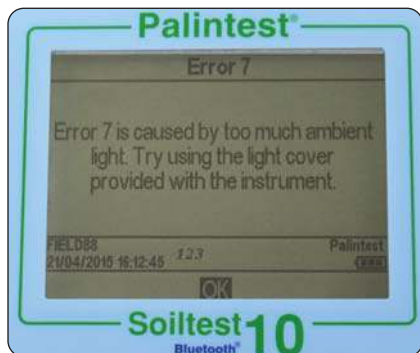 Palintest®
Error 7
Error 7 is caused by too much ambient
light. Try using the light cover
provided with the instrument.
FIELD88 123 Palintest
21/04/2015 16:12:45
OK
Soiltest 10
Bluetooth®